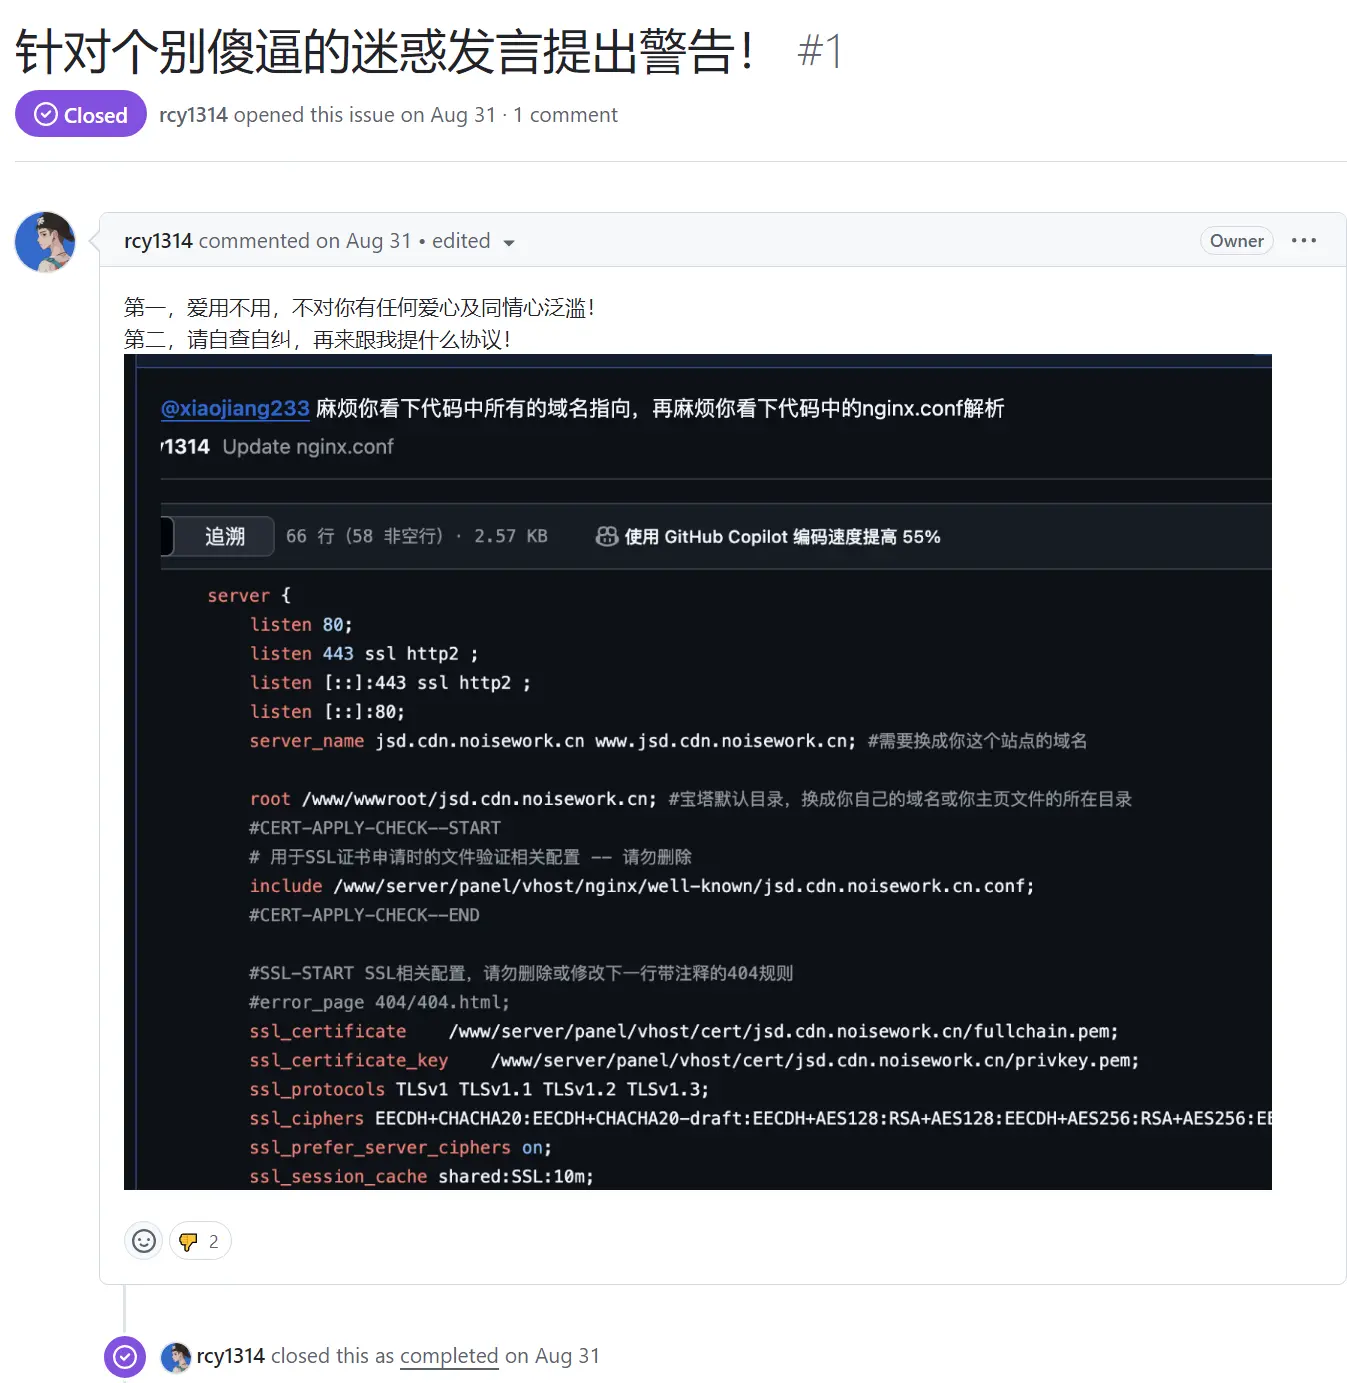 针对个别傻逼的迷惑发言提出警告！ #1
Closed rcy1314 opened this issue on Aug 31 · 1 comment
rcy1314 commented on Aug 31 • edited Owner
第一，爱用不用，不对你有任何爱心及同情心泛滥！
第二，请自查自纠，再来跟我提什么协议！
@xiaojiang233 麻烦你看下代码中所有的域名指向，再麻烦你看下代码中的nginx.conf解析
1314 Update nginx.conf
追溯 66 行 (58 非空行) · 2.57 KB 使用 GitHub Copilot 编码速度提高 55%
server {
listen 80;
listen 443 ssl http2 ;
listen [::]:443 ssl http2 ;
listen [::]:80;
server_name jsd.cdn.noisework.cn www.jsd.cdn.noisework.cn; #需要换成你这个站点的域名
root /www/wwwroot/jsd.cdn.noisework.cn; #宝塔默认目录，换成你自己的域名或你主页文件的所在目录
#CERT-APPLY-CHECK--START
# 用于SSL证书申请时的文件验证相关配置 -- 请勿删除
include /www/server/panel/vhost/nginx/well-known/jsd.cdn.noisework.cn.conf;
#CERT-APPLY-CHECK--END
#SSL-START SSL相关配置，请勿删除或修改下一行带注释的404规则
#error_page 404/404.html;
ssl_certificate /www/server/panel/vhost/cert/jsd.cdn.noisework.cn/fullchain.pem;
ssl_certificate_key /www/server/panel/vhost/cert/jsd.cdn.noisework.cn/privkey.pem;
ssl_protocols TLSv1 TLSv1.1 TLSv1.2 TLSv1.3;
ssl_ciphers EECDH+CHACHA20:EECDH+CHACHA20-draft:EECDH+AES128:RSA+AES128:EECDH+AES256:RSA+AES256:EE
ssl_prefer_server_ciphers on;
ssl_session_cache shared:SSL:10m;
2
rcy1314 closed this as completed on Aug 31